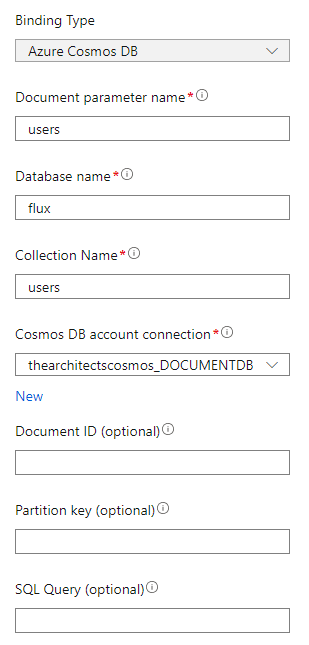 Binding Type
Azure Cosmos DB
Document parameter name*
users
Database name*
flux
Collection Name*
users
Cosmos DB account connection*
thearchitectscosmos_DOCUMENTDB
New
Document ID (optional)
Partition key (optional)
SQL Query (optional)